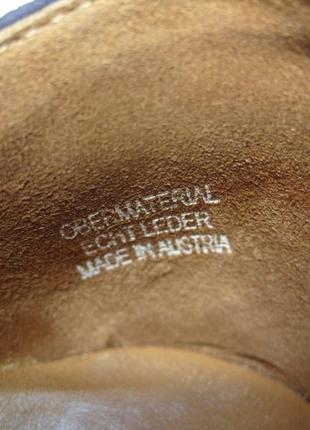 OBERMATERIAL
ECHT LEDER
MADE IN AUSTRIA